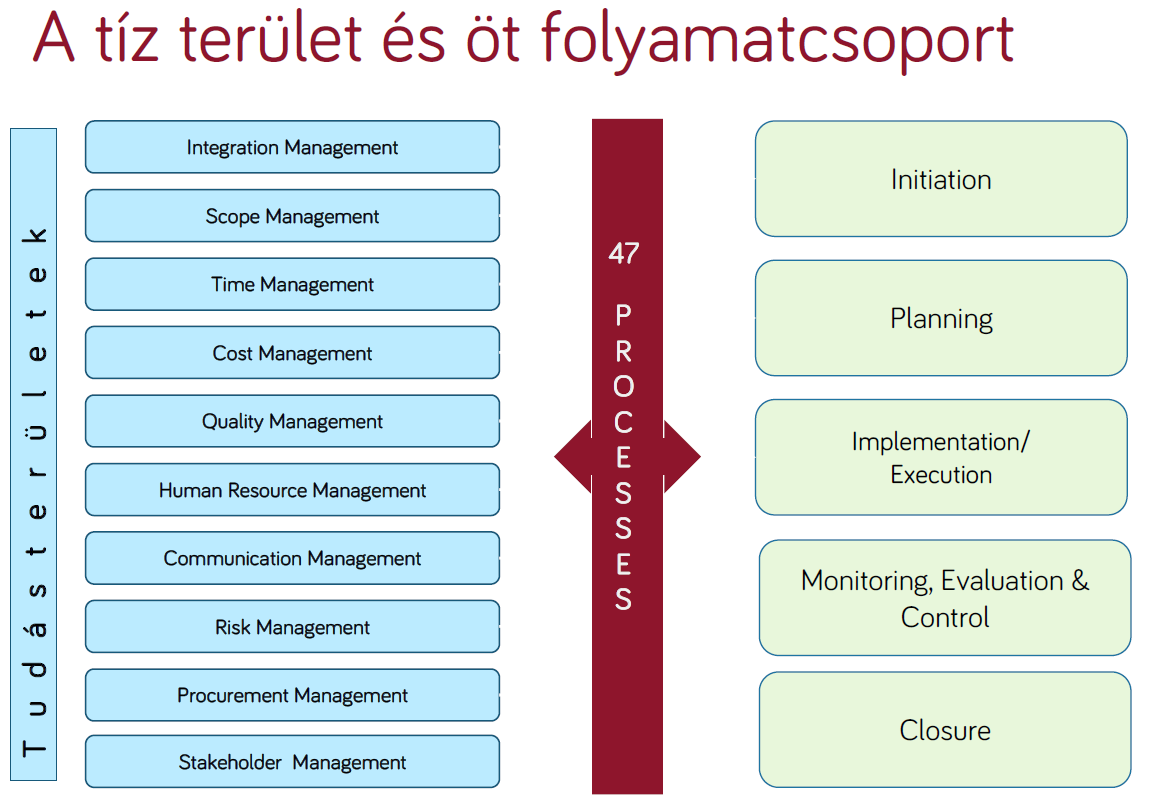 A tíz terület és öt folyamatcsoport
Tudásterületek
Integration Management
Scope Management
Time Management
Cost Management
Quality Management
Human Resource Management
Communication Management
Risk Management
Procurement Management
Stakeholder  Management
47
PROCESSES
Initiation
Planning
Implementation/
Execution
Monitoring, Evaluation &
Control
Closure